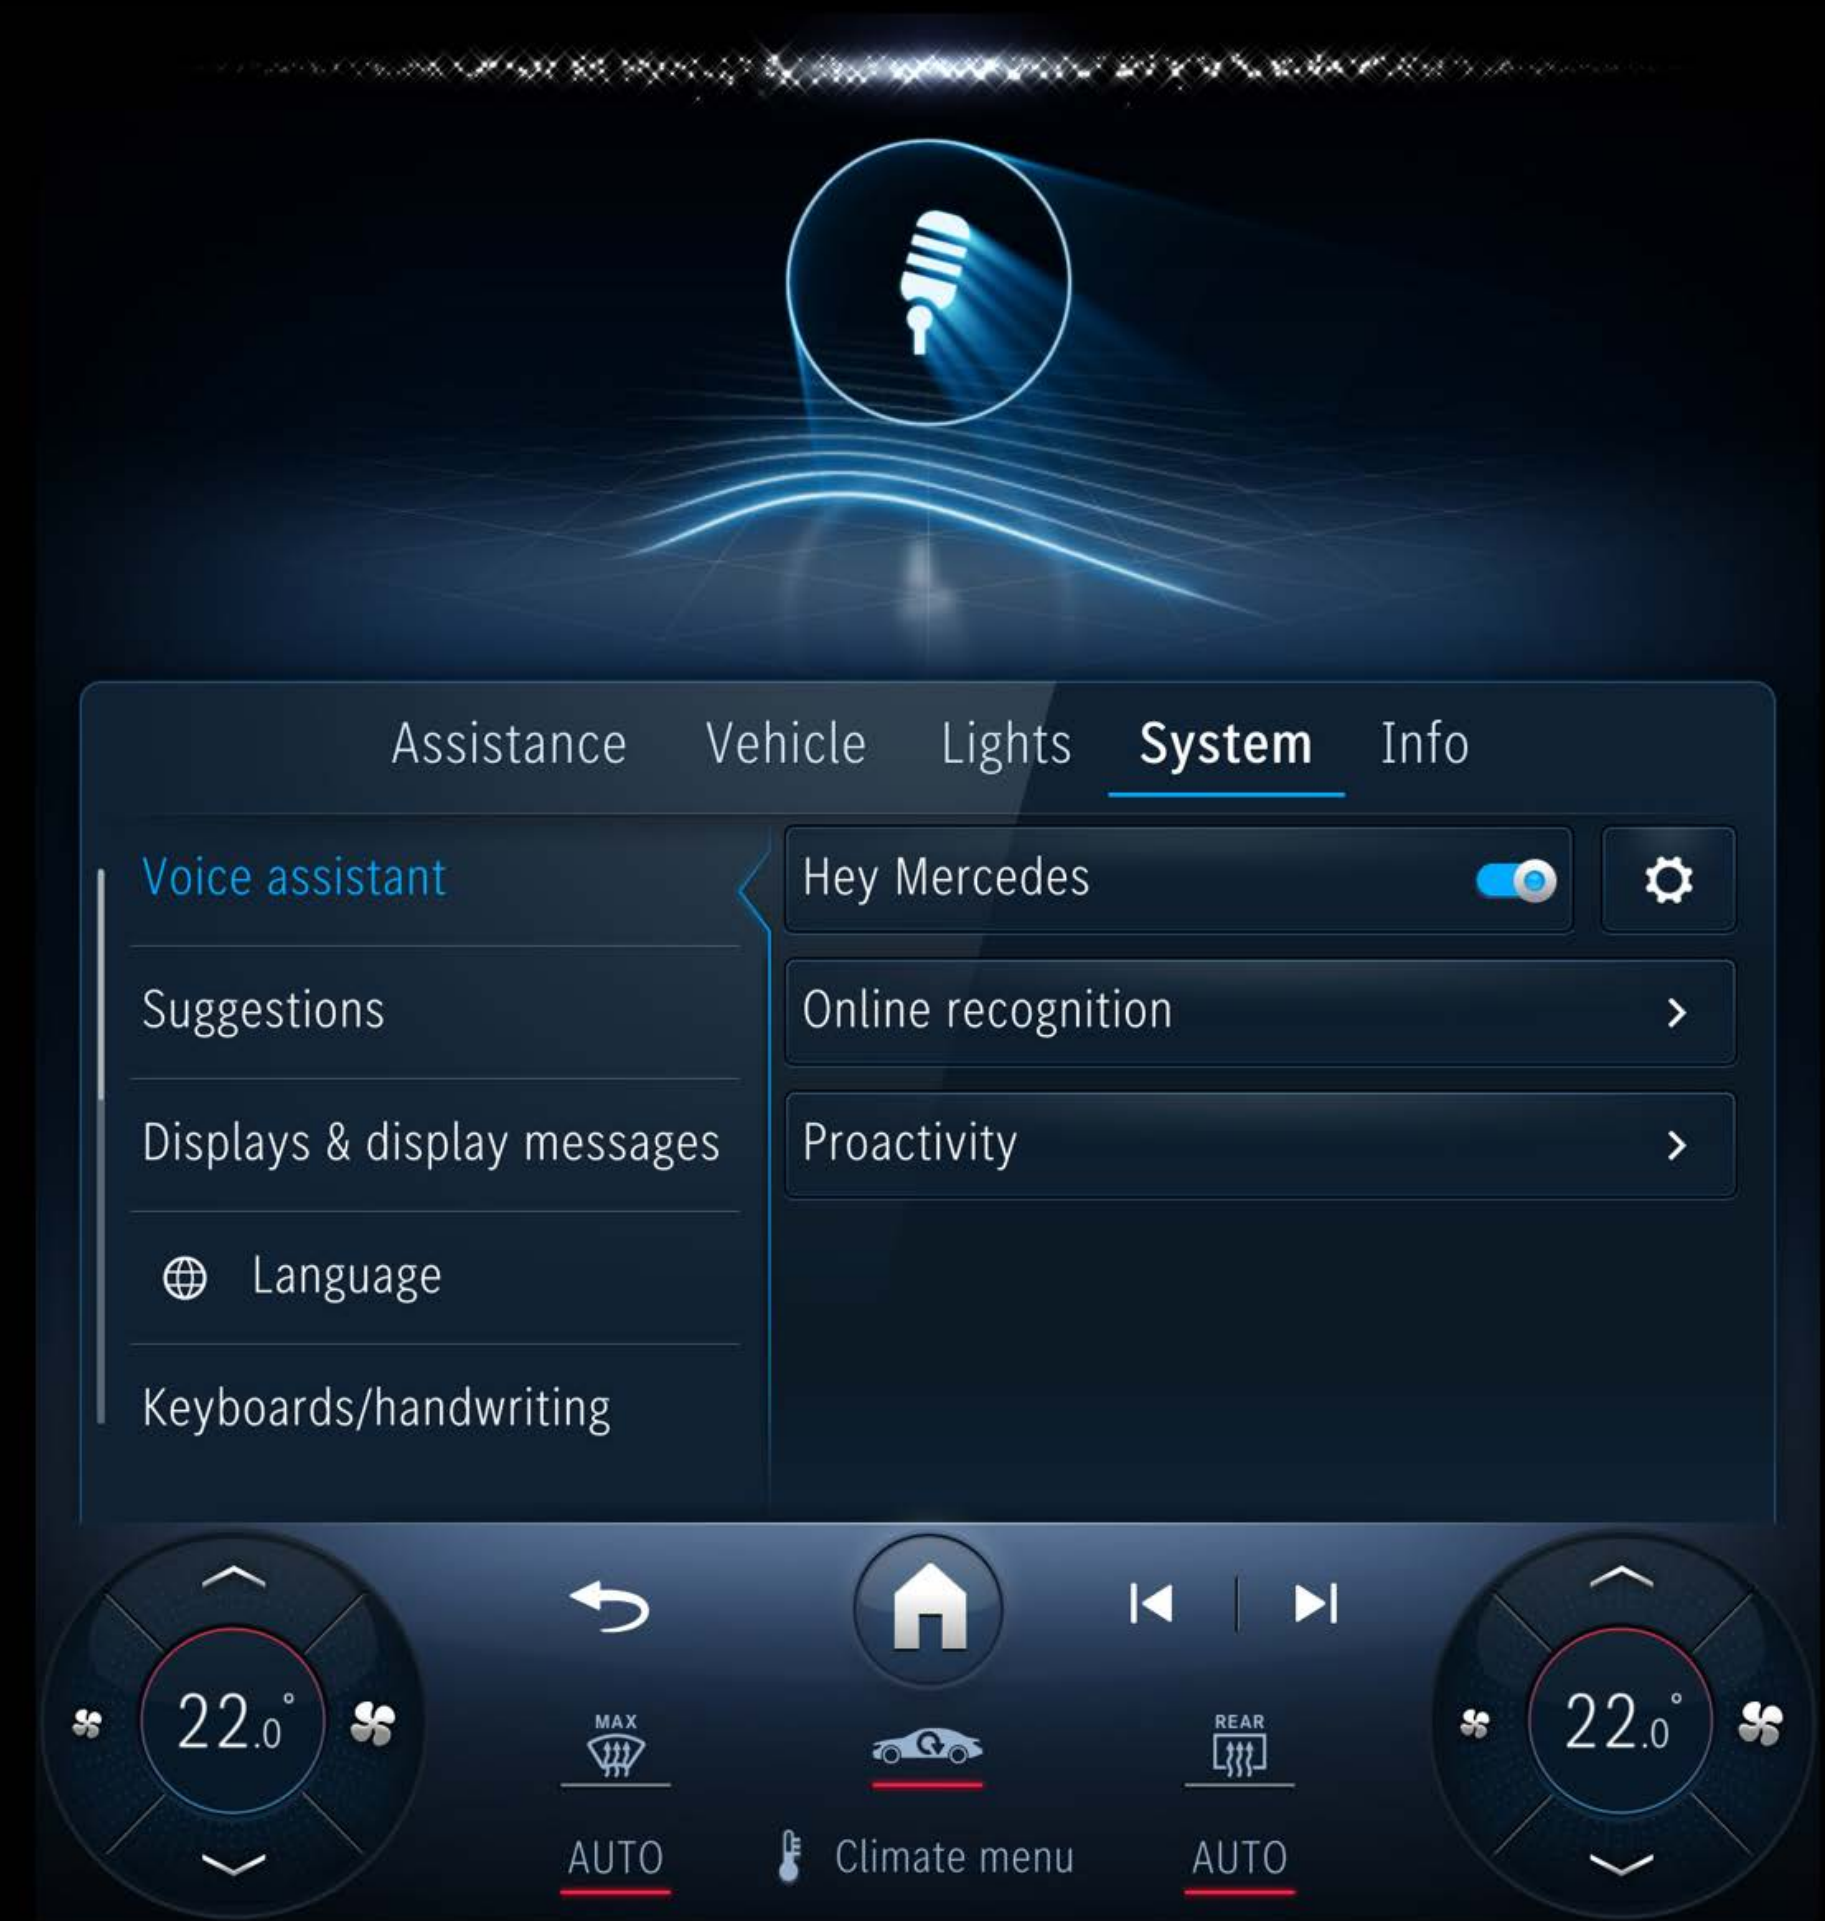 Assistance Vehicle Lights System Info
Voice assistant
Suggestions
Displays & display messages
Language
Keyboards/handwriting
Hey Mercedes
Online recognition
Proactivity
22.0°
MAX
REAR
22.0°
AUTO
Climate menu
AUTO